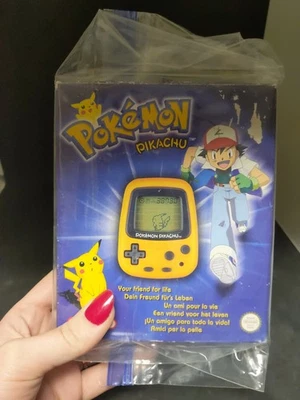 POKéMON
PIKACHU
POKéMON PIKACHU
Your friend for life
Dein Freund für's Leben
Un ami pour la vie
Een vriend voor het leven
¡Un amigo para toda la vida!
Amici per la pelle